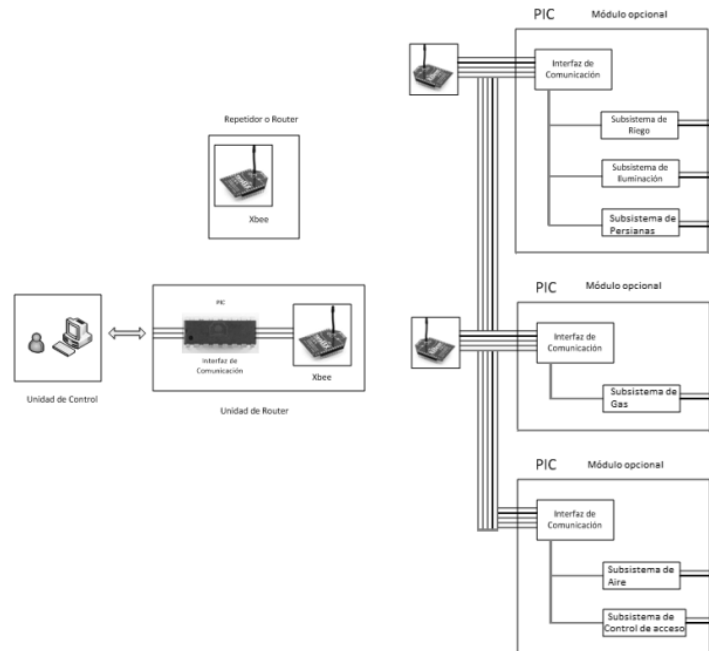 PIC Módulo opcional
Interfaz de
Comunicación
Subsistema de
Riego
Subsistema de
Iluminación
Subsistema de
Persianas
Repetidor o Router
Xbee
PIC Módulo opcional
Interfaz de
Comunicación
Subsistema de
Gas
PIC
Interfaz de
Comunicación
Xbee
Unidad de Control
Unidad de Router
PIC Módulo opcional
Interfaz de
Comunicación
Subsistema de
Aire
Subsistema de
Control de acceso